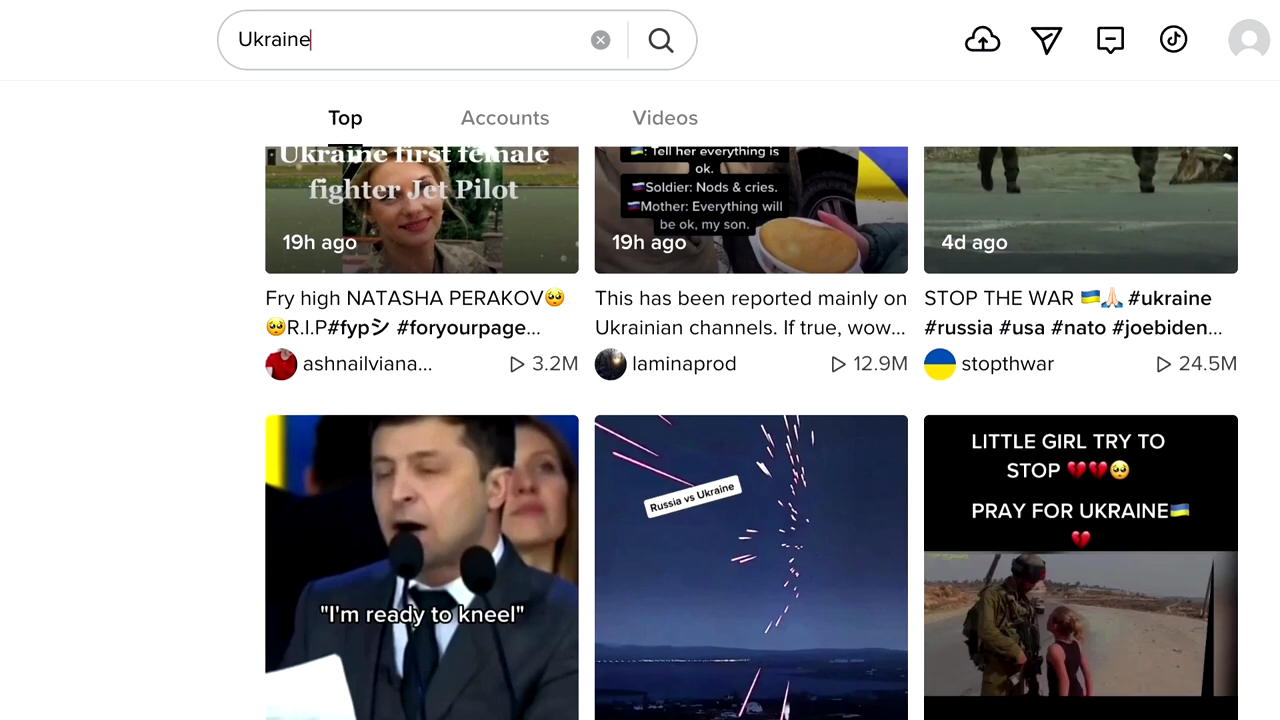 Ukraine
Top
Accounts
Videos
Ukraine first female
fighter Jet Pilot
19h ago
🇺🇦: Tell her everything is
ok.
🇷🇺Soldier: Nods & cries.
🇷🇺Mother: Everything will
be ok, my son.
19h ago
4d ago
Fry high NATASHA PERAKOV🥺
🥺R.I.P#fypシ #foryourpage...
ashnailviana...
3.2M
This has been reported mainly on
Ukrainian channels. If true, wow...
laminaprod
12.9M
STOP THE WAR 🇺🇦🙏🏻 #ukraine
#russia #usa #nato #joebiden...
stopthwar
24.5M
"I'm ready to kneel"
Russia vs Ukraine
LITTLE GIRL TRY TO
STOP 💔💔🥺
PRAY FOR UKRAINE🇺🇦
💔